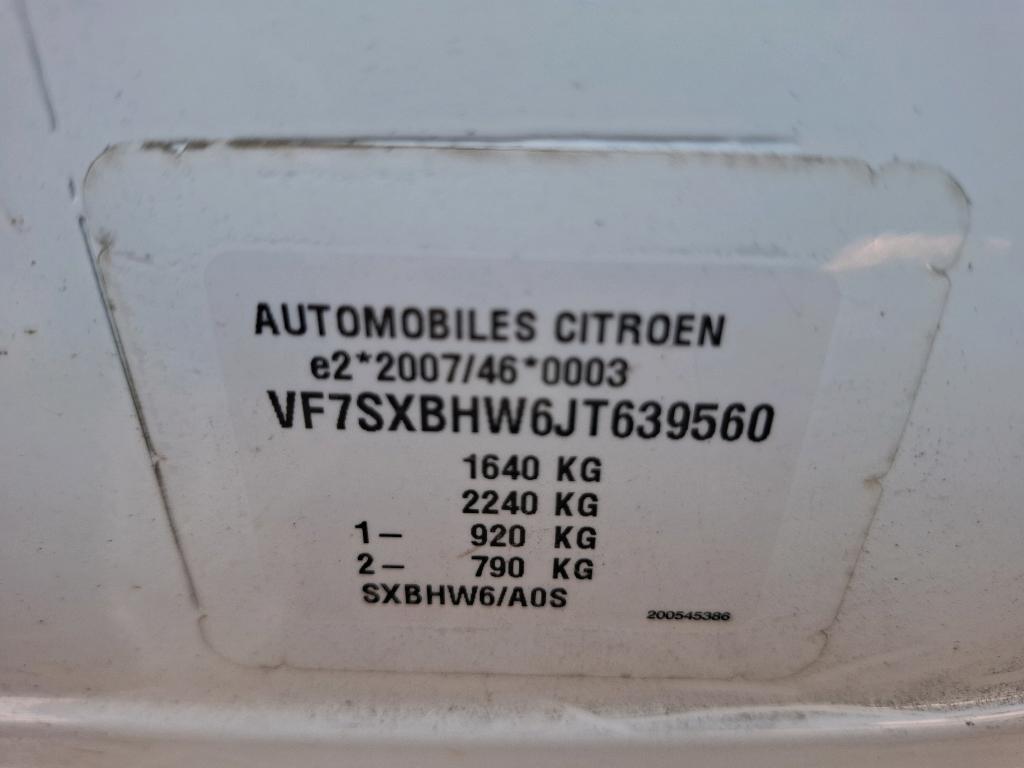 AUTOMOBILES CITROEN
e2*2007/46*0003
VF7SXBHW6JT639560
1640 KG
2240 KG
1- 920 KG
2- 790 KG
SXBHW6/A0S
200545386